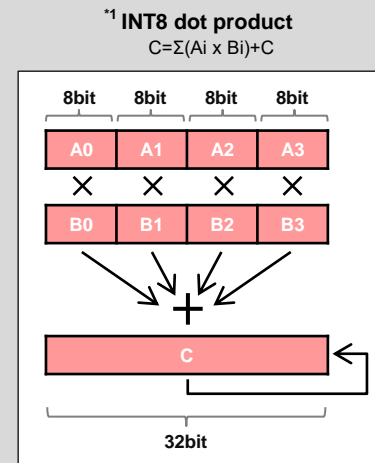 *1 INT8 dot product
C=Σ(Ai x Bi)+C
8bit 8bit 8bit 8bit
A0 A1 A2 A3
× × × ×
B0 B1 B2 B3
+
C
32bit